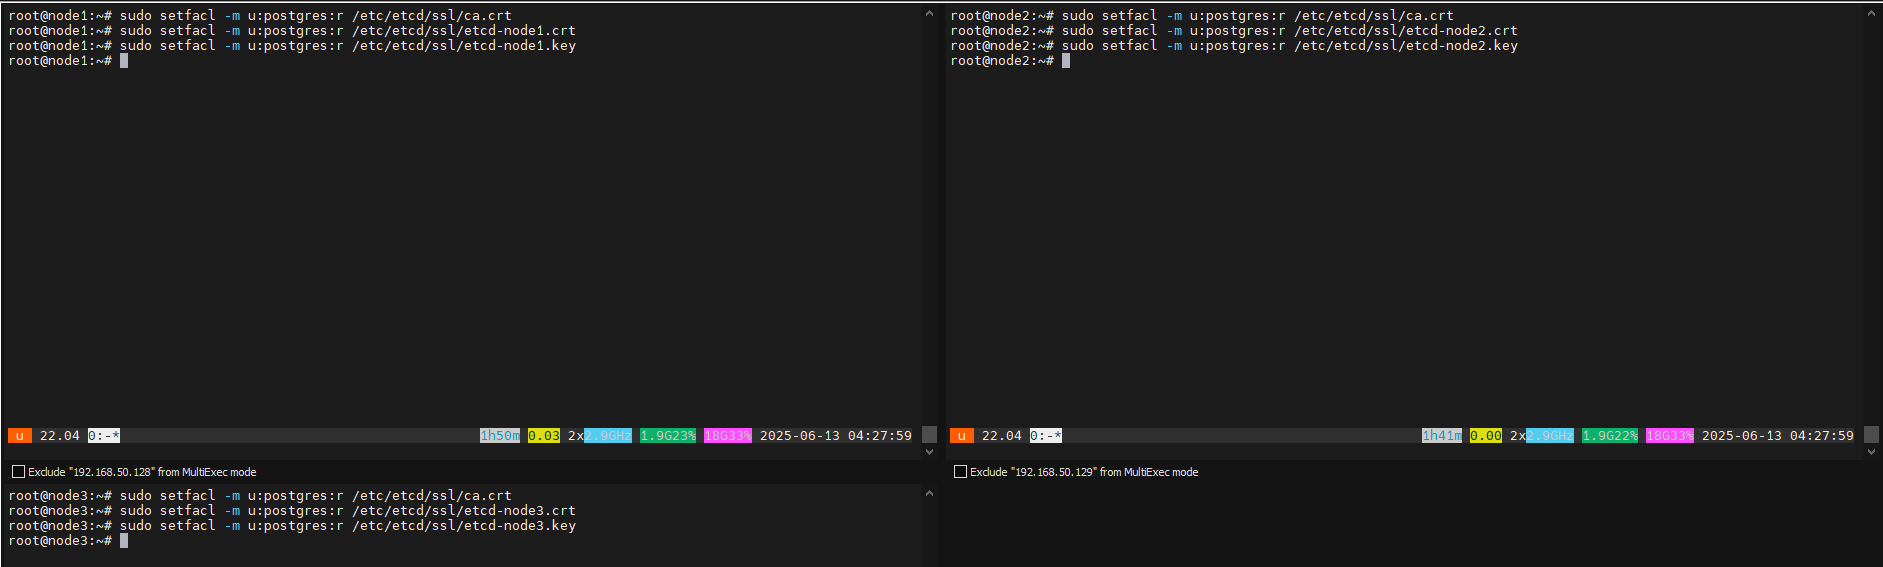 root@node1:~# sudo setfacl -m u:postgres:r /etc/etcd/ssl/ca.crt
root@node1:~# sudo setfacl -m u:postgres:r /etc/etcd/ssl/etcd-node1.crt
root@node1:~# sudo setfacl -m u:postgres:r /etc/etcd/ssl/etcd-node1.key
root@node1:~#
u 22.04 0:-* 1h50m 0.03 2x2.9GHz 1.9G23% 18G33% 2025-06-13 04:27:59
Exclude "192.168.50.128" from MultiExec mode
root@node2:~# sudo setfacl -m u:postgres:r /etc/etcd/ssl/ca.crt
root@node2:~# sudo setfacl -m u:postgres:r /etc/etcd/ssl/etcd-node2.crt
root@node2:~# sudo setfacl -m u:postgres:r /etc/etcd/ssl/etcd-node2.key
root@node2:~#
u 22.04 0:-* 1h41m 0.00 2x2.9GHz 1.9G22% 18G33% 2025-06-13 04:27:59
Exclude "192.168.50.129" from MultiExec mode
root@node3:~# sudo setfacl -m u:postgres:r /etc/etcd/ssl/ca.crt
root@node3:~# sudo setfacl -m u:postgres:r /etc/etcd/ssl/etcd-node3.crt
root@node3:~# sudo setfacl -m u:postgres:r /etc/etcd/ssl/etcd-node3.key
root@node3:~#